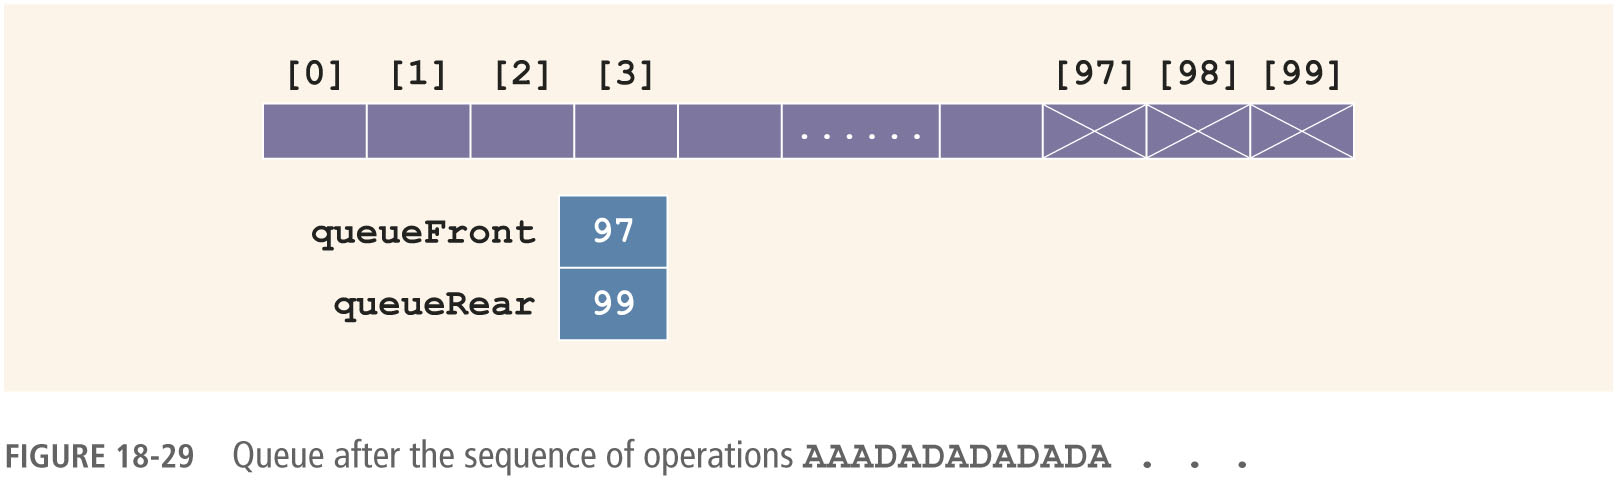 [0] [1] [2] [3] [97] [98] [99]
......
queueFront 97
queueRear 99
FIGURE 18-29 Queue after the sequence of operations AAADADADADADA . . .